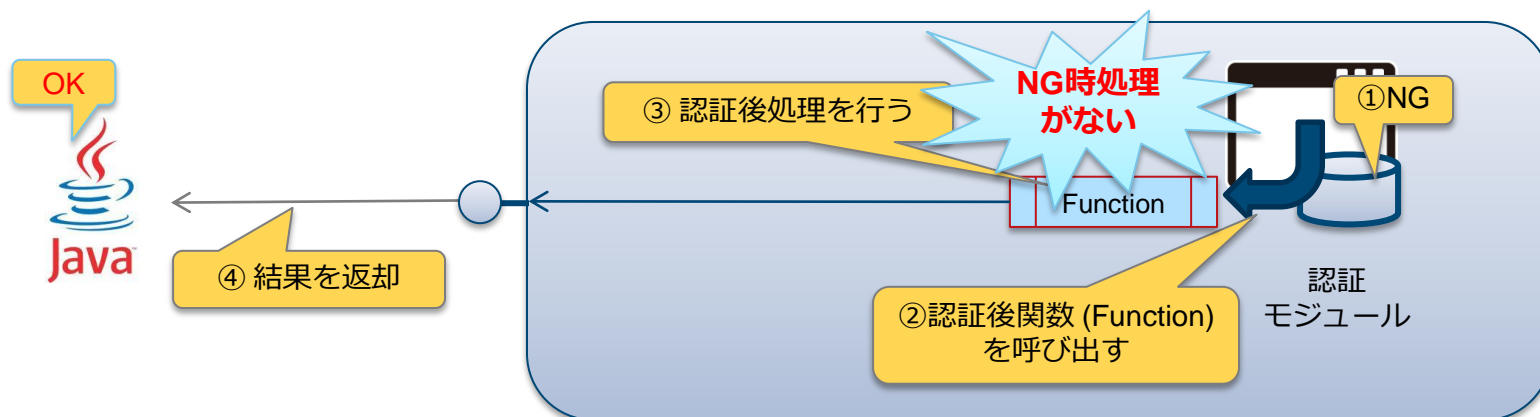 OK
Java
④ 結果を返却
③ 認証後処理を行う
NG時処理
がない
①NG
Function
②認証後関数 (Function)
を呼び出す
認証
モジュール